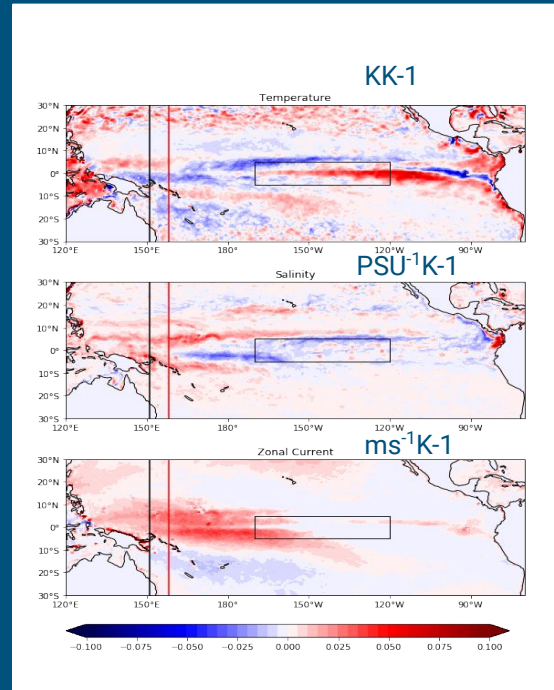 KK-1
Temperature
30°N
20°N
10°N
0°
10°S
20°S
30°S
120°E 150°E 180° 150°W 120°W 90°W
PSU⁻¹K-1
Salinity
30°N
20°N
10°N
0°
10°S
20°S
30°S
120°E 150°E 180° 150°W 120°W 90°W
ms⁻¹K-1
Zonal Current
30°N
20°N
10°N
0°
10°S
20°S
30°S
120°E 150°E 180° 150°W 120°W 90°W
−0.100 −0.075 −0.050 −0.025 0.000 0.025 0.050 0.075 0.100